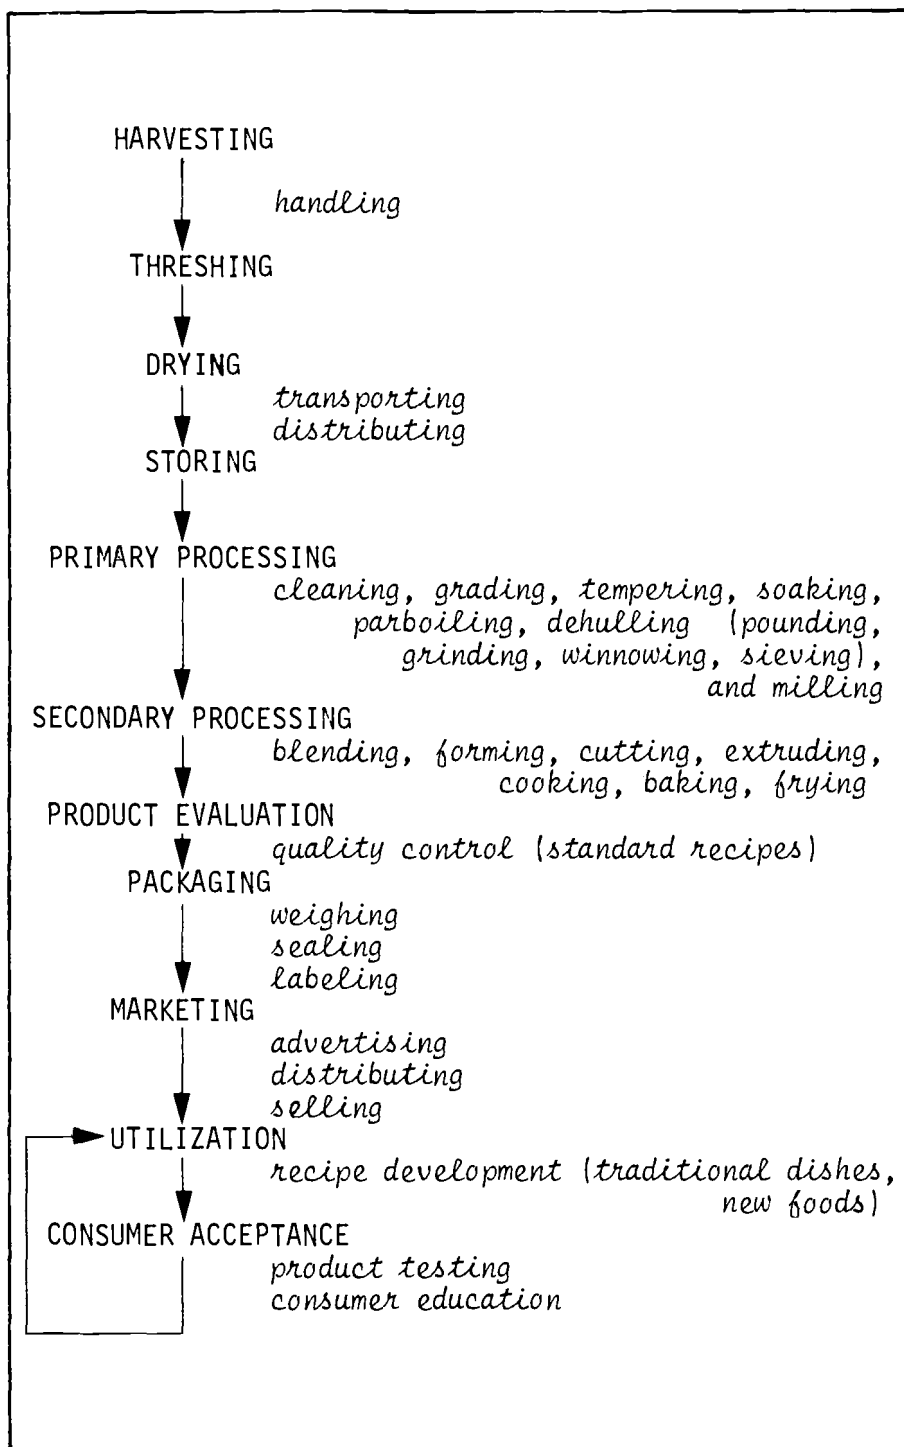 HARVESTING
handling
THRESHING
DRYING
transporting
distributing
STORING
PRIMARY PROCESSING
cleaning, grading, tempering, soaking,
parboiling, dehulling (pounding,
grinding, winnowing, sieving),
and milling
SECONDARY PROCESSING
blending, forming, cutting, extruding,
cooking, baking, frying
PRODUCT EVALUATION
quality control (standard recipes)
PACKAGING
weighing
sealing
labeling
MARKETING
advertising
distributing
selling
UTILIZATION
recipe development (traditional dishes,
new foods)
CONSUMER ACCEPTANCE
product testing
consumer education